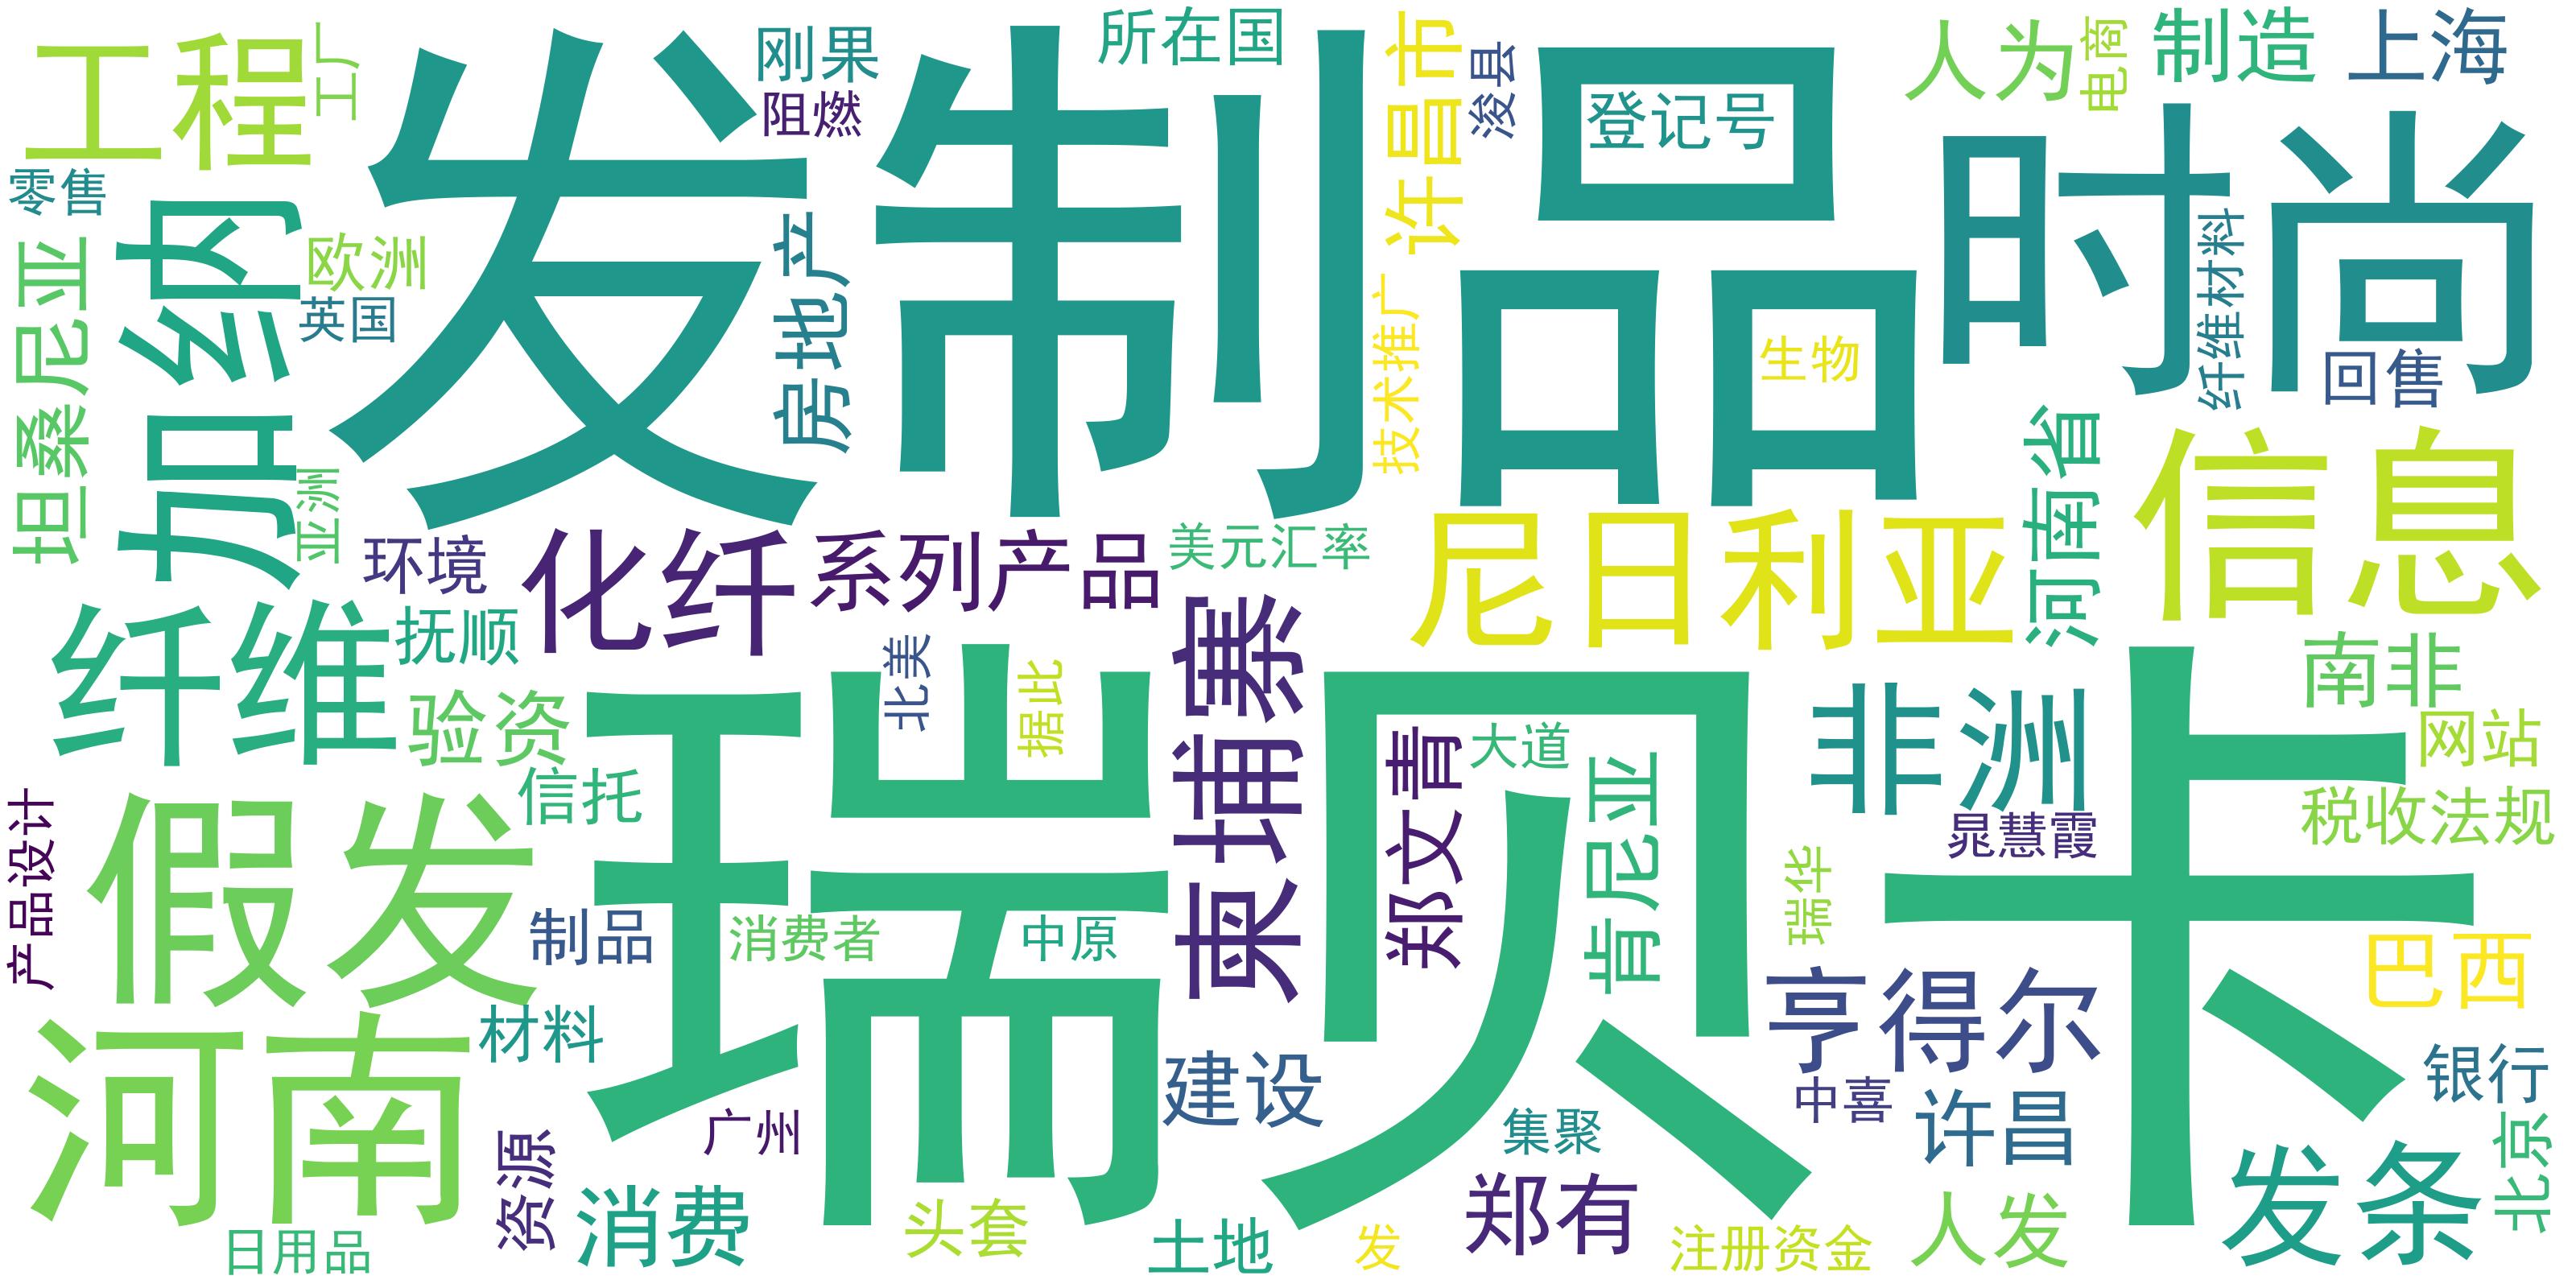 工程
工厂
刚果
阻燃
所在国
许昌市
浚县
登记号
人为
电商
制造
上海
发制品
时尚
零售
加纳
欧洲
英国
坦桑尼亚
亚洲
房地产
技术推广
生物
纤维材料
回售
河南省
信息
环境
化纤
系列产品
美元汇率
尼日利亚
纤维
抚顺
北美
据此
柬埔寨
南非
验资
信托
瑞贝卡
郑文青
大道
肯尼亚
非洲
晁慧霞
网站
税收法规
产品设计
假发
制品
消费者
中原
瑞华
巴西
亨得尔
河南
材料
建设
中喜
许昌
银行
广州
集聚
北京
资源
消费
头套
土地
发
郑有
注册资金
人发
发条
日用品